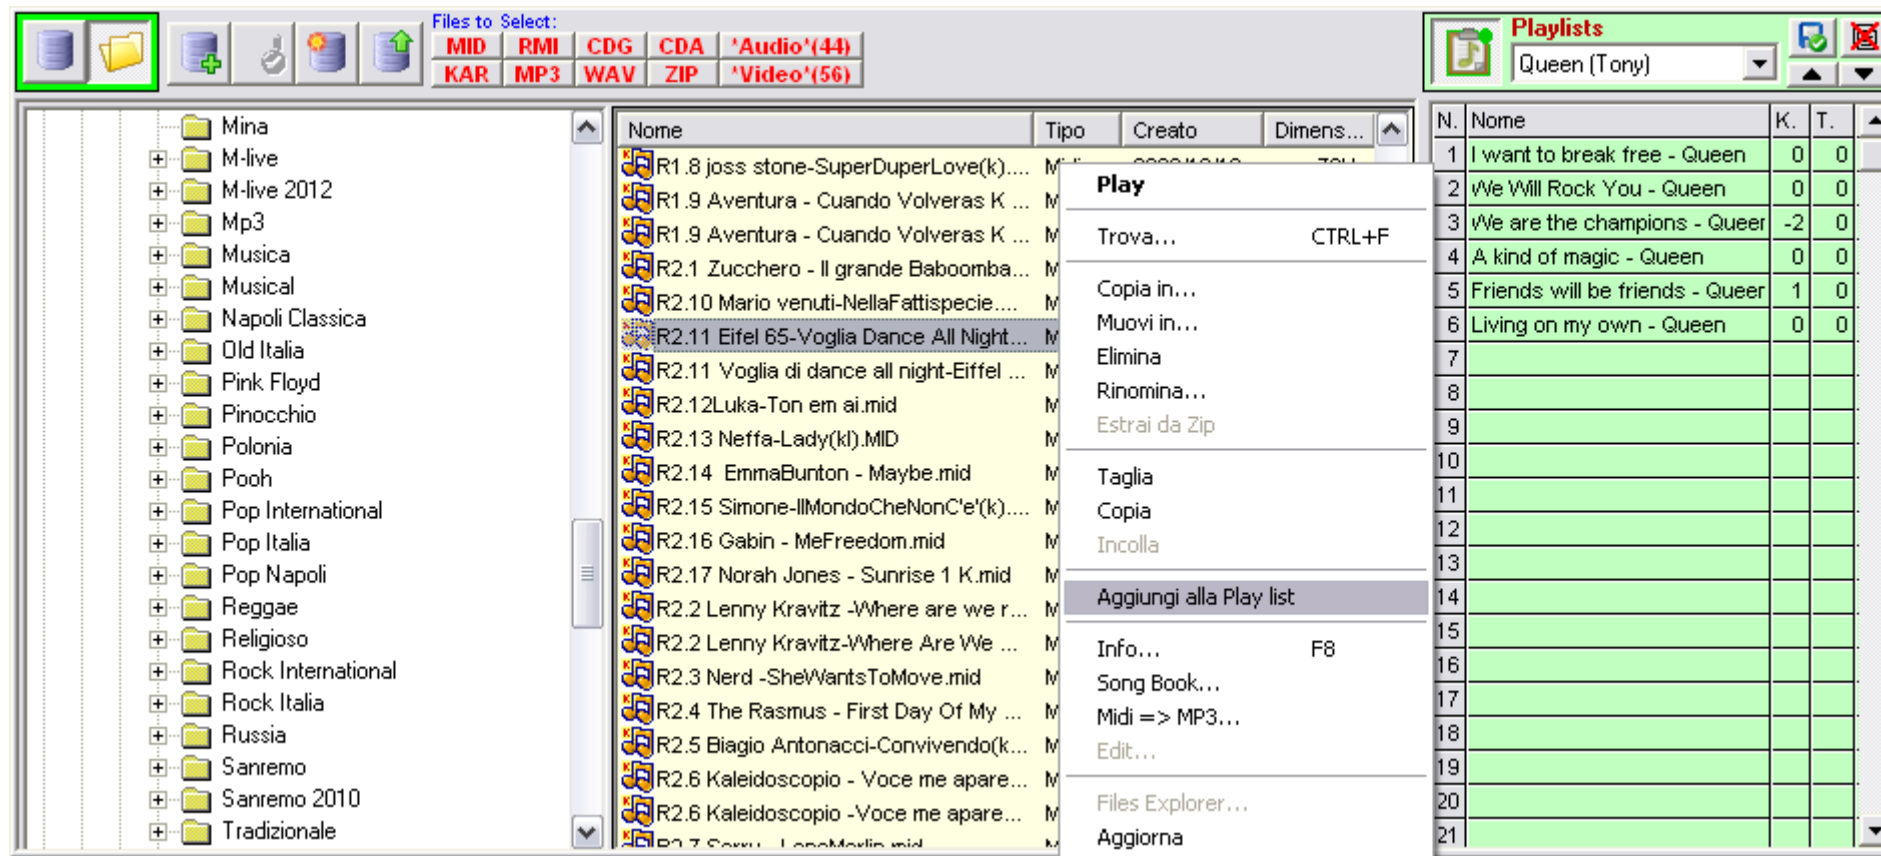 Files to Select:
MID RMI CDG CDA *Audio*(44)
KAR MP3 WAV ZIP *Video*(56)
Playlists
Queen (Tony)
Mina
M-live
M-live 2012
Mp3
Musica
Musical
Napoli Classica
Old Italia
Pink Floyd
Pinocchio
Polonia
Pooh
Pop International
Pop Italia
Pop Napoli
Reggae
Religioso
Rock International
Rock Italia
Russia
Sanremo
Sanremo 2010
Tradizionale
Nome Tipo Creato Dimens...
R1.8 joss stone-SuperDuperLove(k)....
R1.9 Aventura - Cuando Volveras K ...
R1.9 Aventura - Cuando Volveras K ...
R2.1 Zucchero - Il grande Baboomba...
R2.10 Mario venuti-NellaFattispecie....
R2.11 Eifel 65-Voglia Dance All Night...
R2.11 Voglia di dance all night-Eiffel ...
R2.12Luka-Ton em ai.mid
R2.13 Neffa-Lady(kl).MID
R2.14 EmmaBunton - Maybe.mid
R2.15 Simone-IlMondoCheNonC'e'(k)....
R2.16 Gabin - MeFreedom.mid
R2.17 Norah Jones - Sunrise 1 K.mid
R2.2 Lenny Kravitz -Where are we r...
R2.2 Lenny Kravitz-Where Are We ...
R2.3 Nerd -SheWantsToMove.mid
R2.4 The Rasmus - First Day Of My ...
R2.5 Biagio Antonacci-Convivendo(k...
R2.6 Kaleidoscopio - Voce me apare...
R2.6 Kaleidoscopio -Voce me apare...
Play
Trova... CTRL+F
Copia in...
Muovi in...
Elimina
Rinomina...
Estrai da Zip
Taglia
Copia
Incolla
Aggiungi alla Play list
Info... F8
Song Book...
Midi => MP3...
Edit...
Files Explorer...
Aggiorna
N. Nome K. T.
1 I want to break free - Queen 0 0
2 We Will Rock You - Queen 0 0
3 We are the champions - Queen -2 0
4 A kind of magic - Queen 0 0
5 Friends will be friends - Queen 1 0
6 Living on my own - Queen 0 0
7
8
9
10
11
12
13
14
15
16
17
18
19
20
21